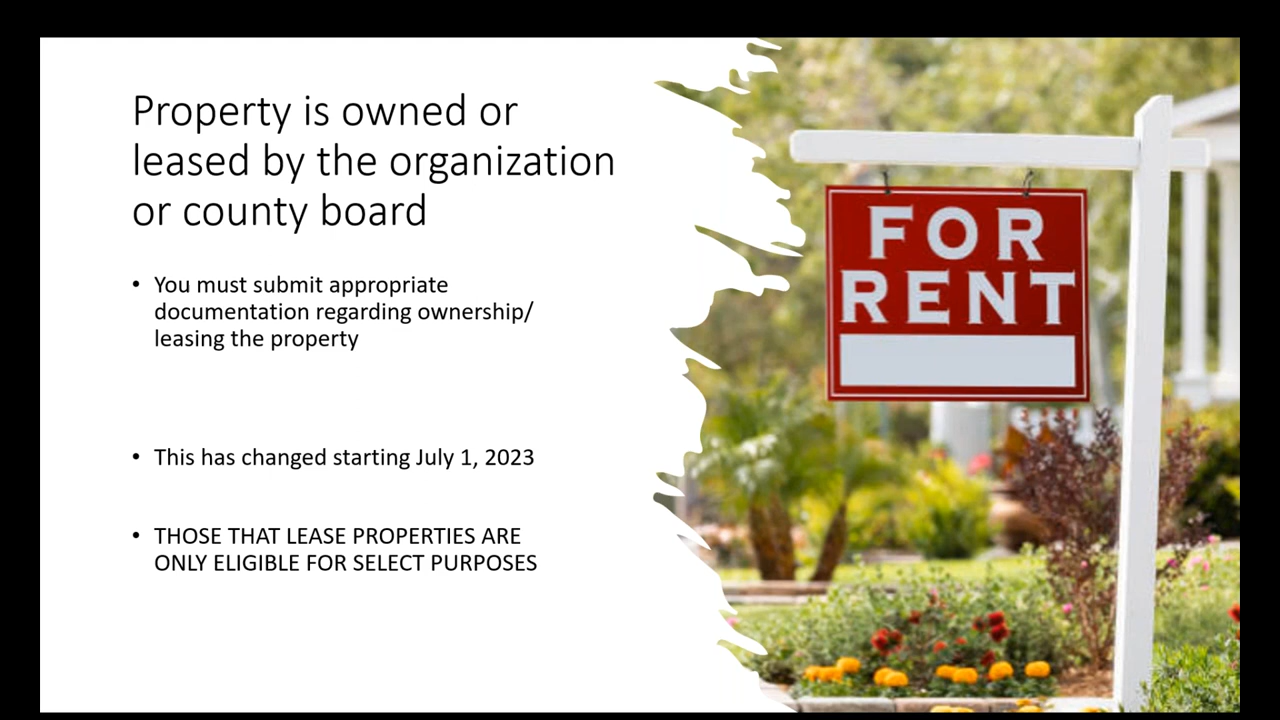 Property is owned or
leased by the organization
or county board
• You must submit appropriate
documentation regarding ownership/
leasing the property
• This has changed starting July 1, 2023
• THOSE THAT LEASE PROPERTIES ARE
ONLY ELIGIBLE FOR SELECT PURPOSES
FOR
RENT